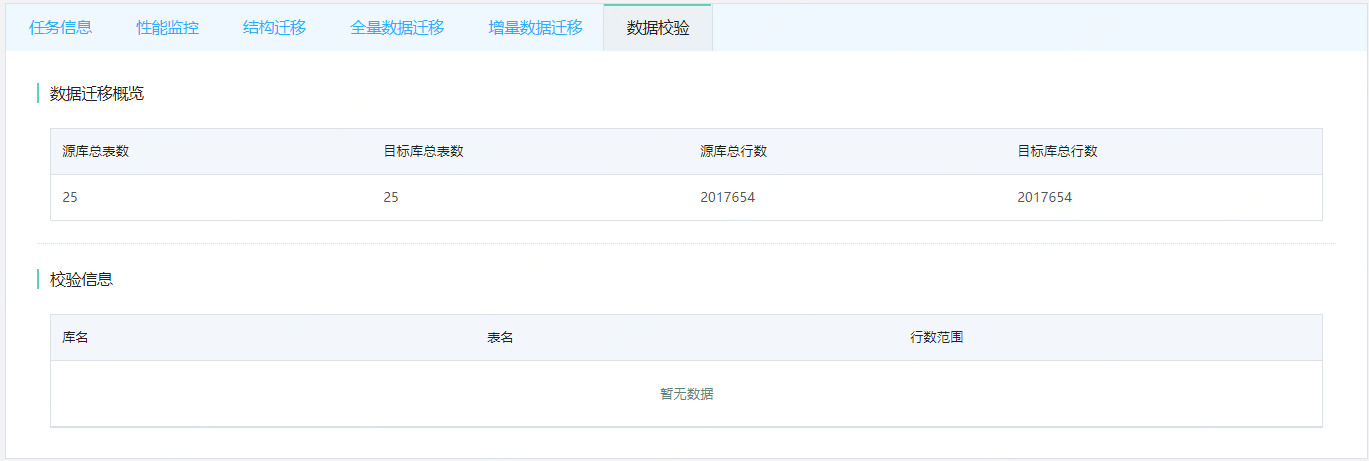 任务信息 性能监控 结构迁移 全量数据迁移 增量数据迁移 数据校验
数据迁移概览
源库总表数 目标库总表数 源库总行数 目标库总行数
25 25 2017654 2017654
校验信息
库名 表名 行数范围
暂无数据